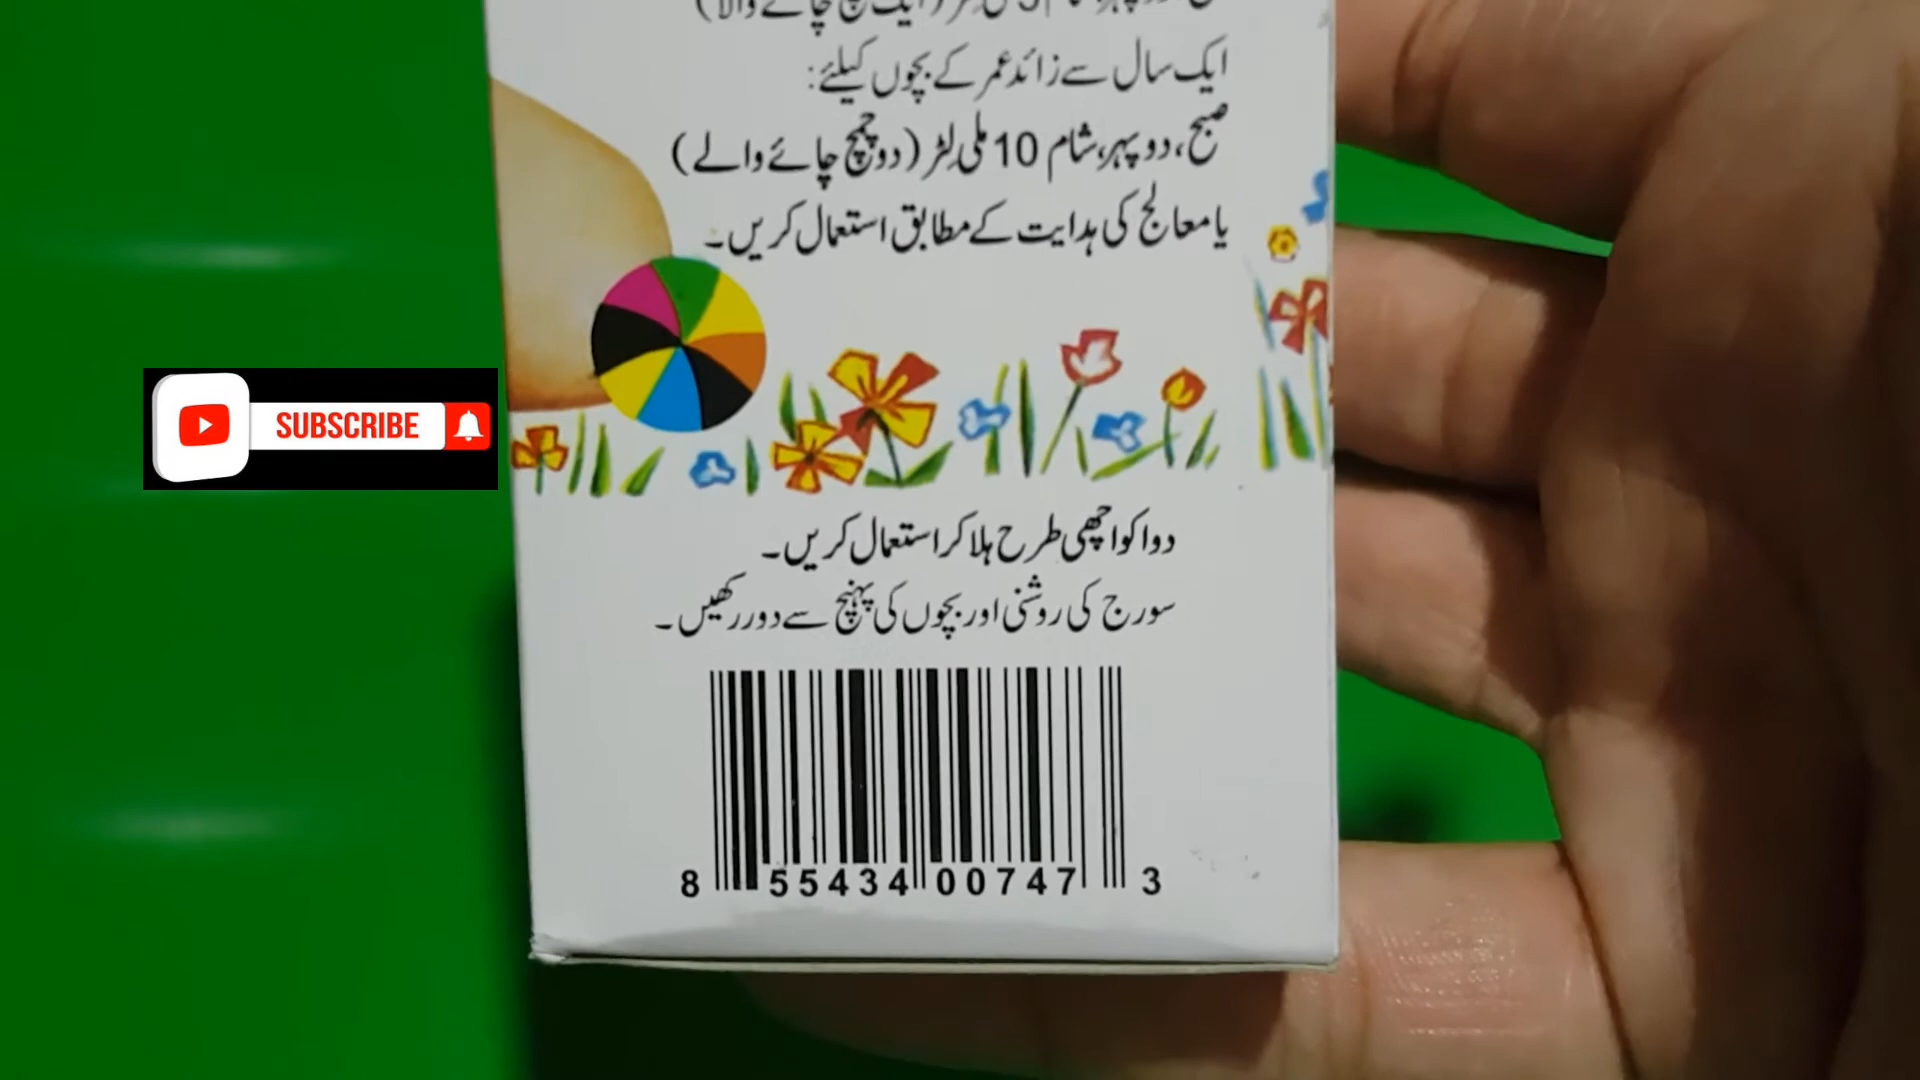 ایک سال سے زائد عمر کے بچوں کیلئے:
صبح، دوپہر، شام 10 ملی لِٹر (دو چمچ چائے والے)
یا معالج کی ہدایت کے مطابق استعمال کریں۔
SUBSCRIBE
دوا کو اچھی طرح ہلا کر استعمال کریں۔
سورج کی روشنی اور بچوں کی پہنچ سے دور رکھیں۔
8 55434 00747 3